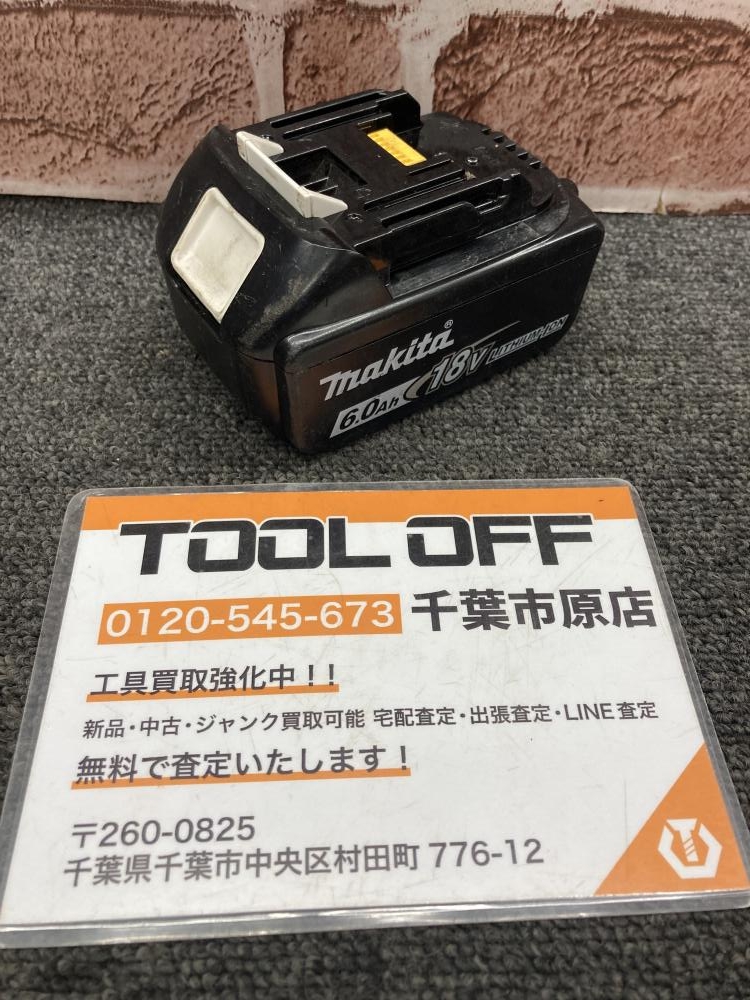 makita®
18V LITHIUM-ION
6.0Ah
TOOL OFF
0120-545-673 千葉市原店
工具買取強化中！！
新品・中古・ジャンク買取可能 宅配査定・出張査定・LINE査定
無料で査定いたします！
〒260-0825
千葉県千葉市中央区村田町 776-12